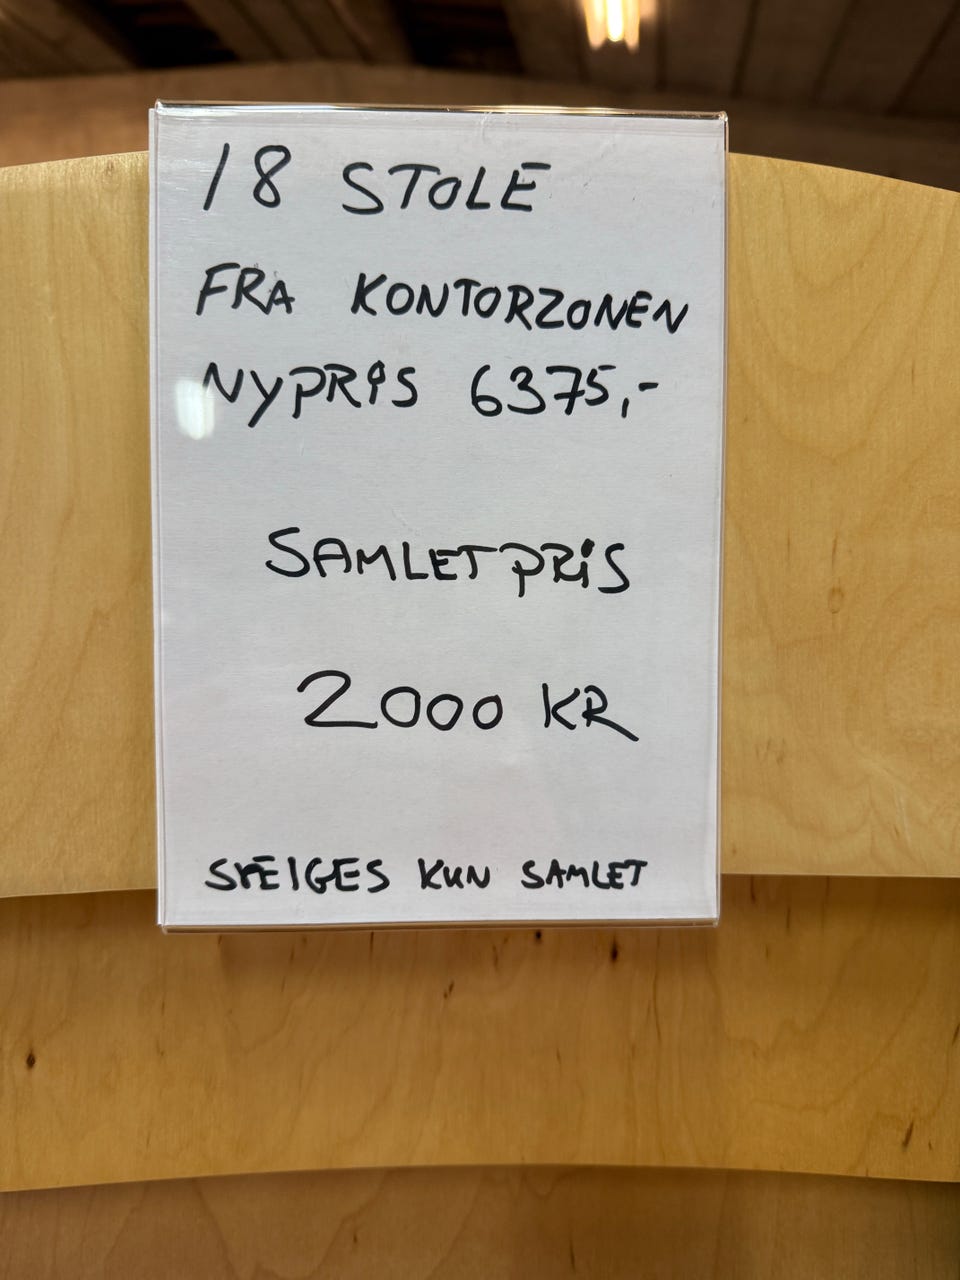 18 STOLE
FRA KONTORZONEN
NYPRIS 6375,-
SAMLETPRIS
2000 KR
SÆLGES KUN SAMLET